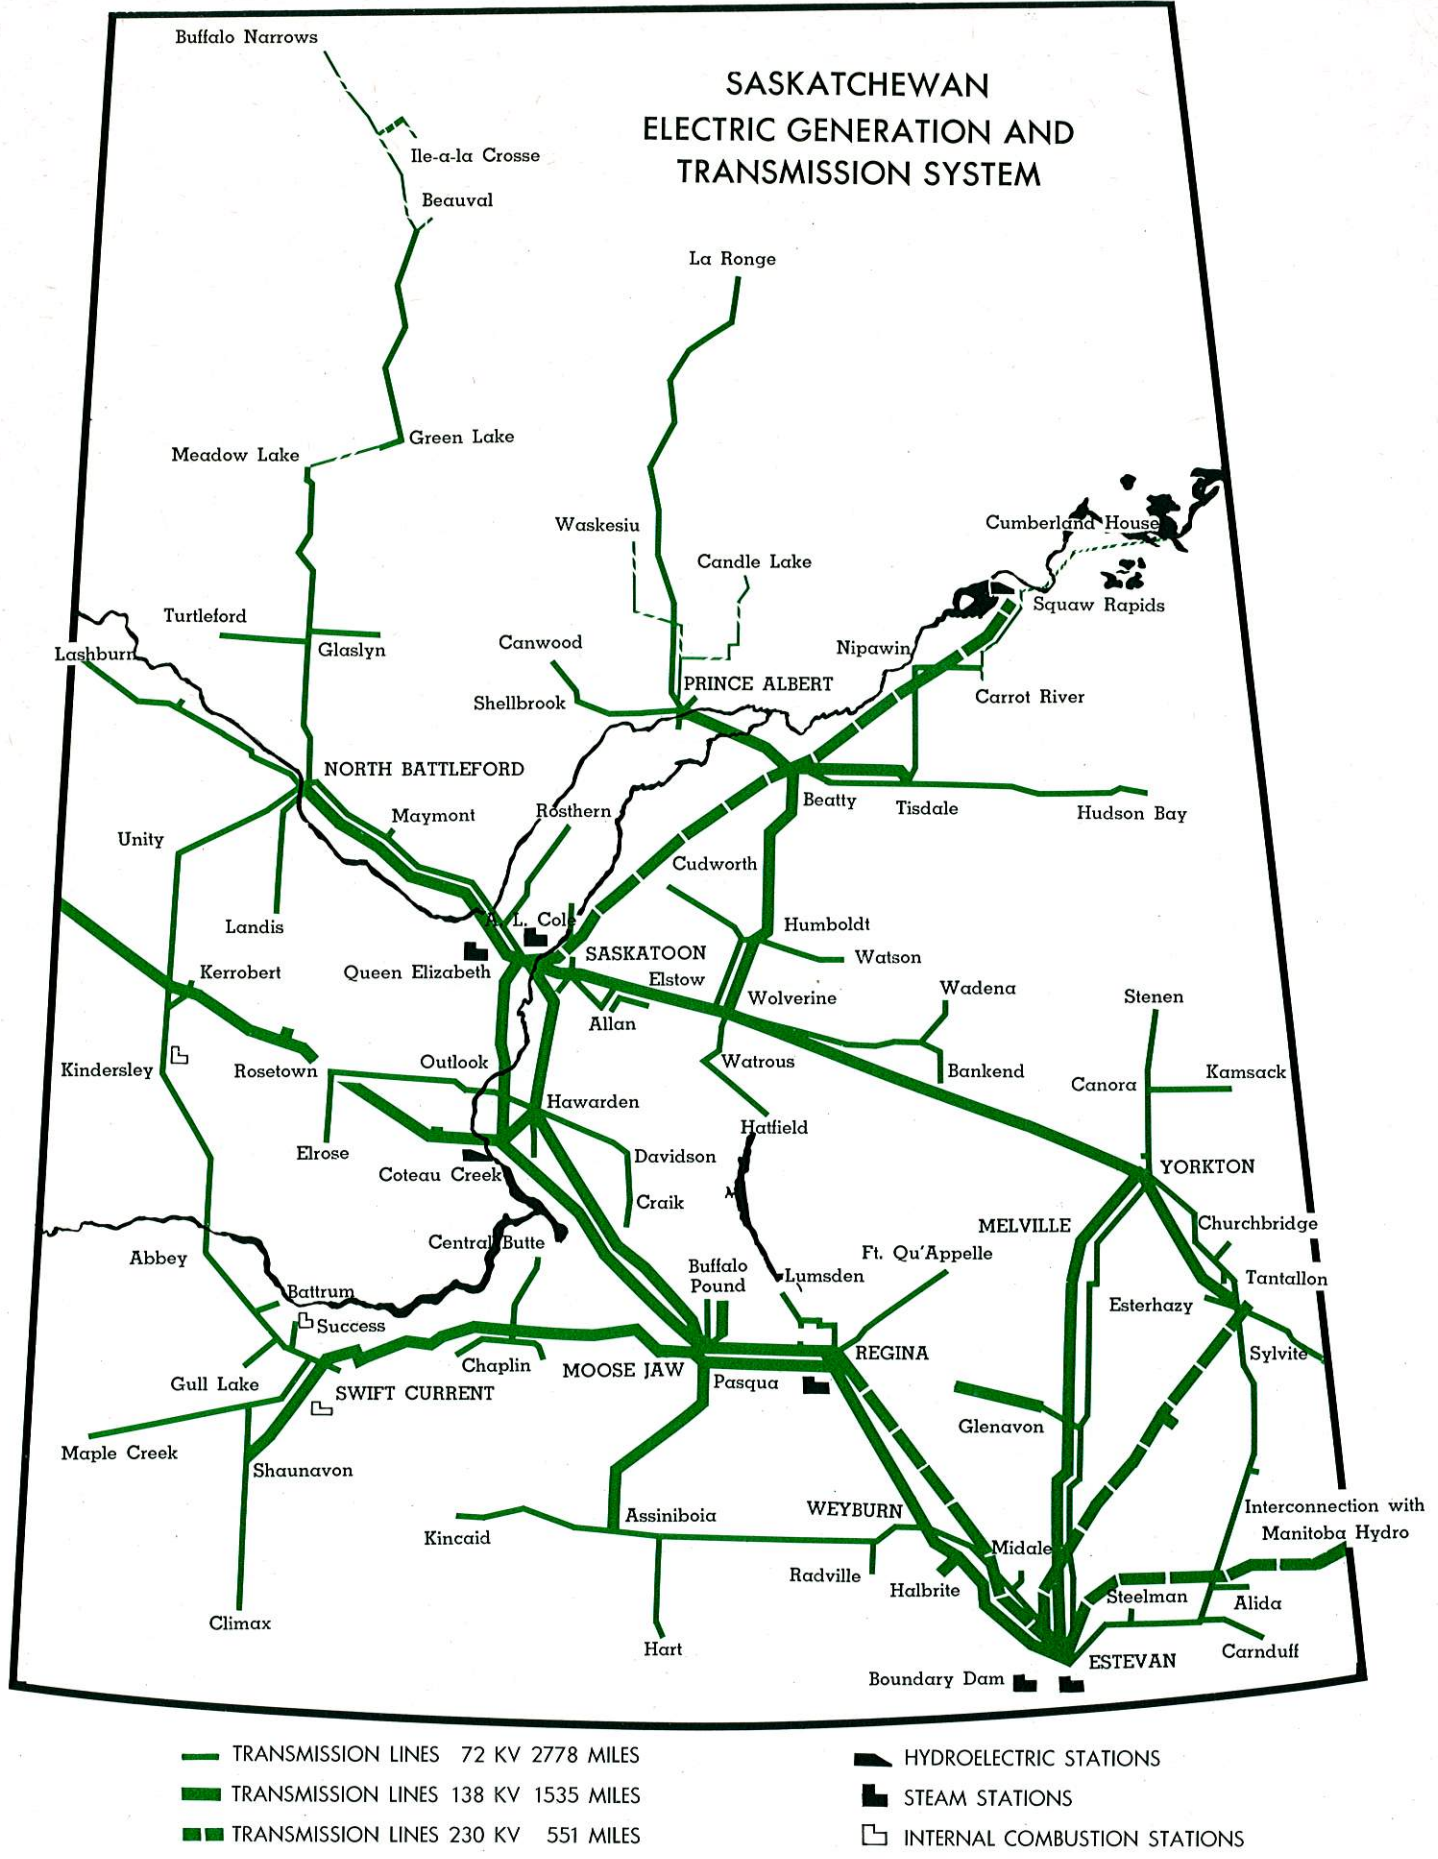 Buffalo Narrows
SASKATCHEWAN
ELECTRIC GENERATION AND
TRANSMISSION SYSTEM
Ile-a-la Crosse
Beauval
La Ronge
Green Lake
Meadow Lake
Waskesiu
Cumberland House
Candle Lake
Squaw Rapids
Turtleford
Glaslyn
Lashburn
Canwood
Nipawin
PRINCE ALBERT
Shellbrook
Carrot River
NORTH BATTLEFORD
Maymont
Rosthern
Beatty
Tisdale
Hudson Bay
Unity
Cudworth
Landis
A. L. Cole
Humboldt
SASKATOON
Watson
Kerrobert
Queen Elizabeth
Elstow
Wolverine
Wadena
Stenen
Allan
Kindersley
Rosetown
Outlook
Watrous
Bankend
Canora
Kamsack
Hawarden
Hatfield
Elrose
Davidson
Coteau Creek
YORKTON
Craik
MELVILLE
Churchbridge
Abbey
Central Butte
Buffalo
Pound
Ft. Qu'Appelle
Lumsden
Tantallon
Battrum
Esterhazy
Success
Chaplin
MOOSE JAW
REGINA
Sylvite
Gull Lake
SWIFT CURRENT
Pasqua
Glenavon
Maple Creek
Shaunavon
Kincaid
Assiniboia
WEYBURN
Interconnection with
Manitoba Hydro
Midale
Radville
Halbrite
Steelman
Alida
Climax
Hart
Carnduff
ESTEVAN
Boundary Dam
TRANSMISSION LINES 72 KV 2778 MILES
TRANSMISSION LINES 138 KV 1535 MILES
TRANSMISSION LINES 230 KV 551 MILES
HYDROELECTRIC STATIONS
STEAM STATIONS
INTERNAL COMBUSTION STATIONS